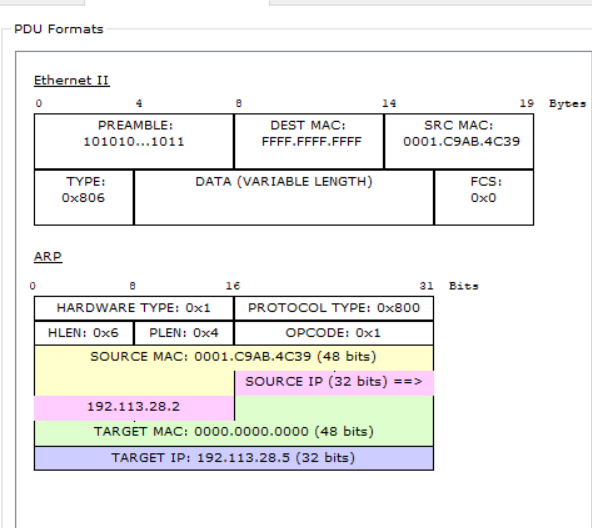 PDU Formats
Ethernet II
0 4 8 14 19 Bytes
PREAMBLE: DEST MAC: SRC MAC:
101010...1011 FFFF.FFFF.FFFF 0001.C9AB.4C39
TYPE: DATA (VARIABLE LENGTH) FCS:
0x806 0x0
ARP
0 8 16 31 Bits
HARDWARE TYPE: 0x1 PROTOCOL TYPE: 0x800
HLEN: 0x6 PLEN: 0x4 OPCODE: 0x1
SOURCE MAC: 0001.C9AB.4C39 (48 bits)
SOURCE IP (32 bits) ==>
192.113.28.2
TARGET MAC: 0000.0000.0000 (48 bits)
TARGET IP: 192.113.28.5 (32 bits)